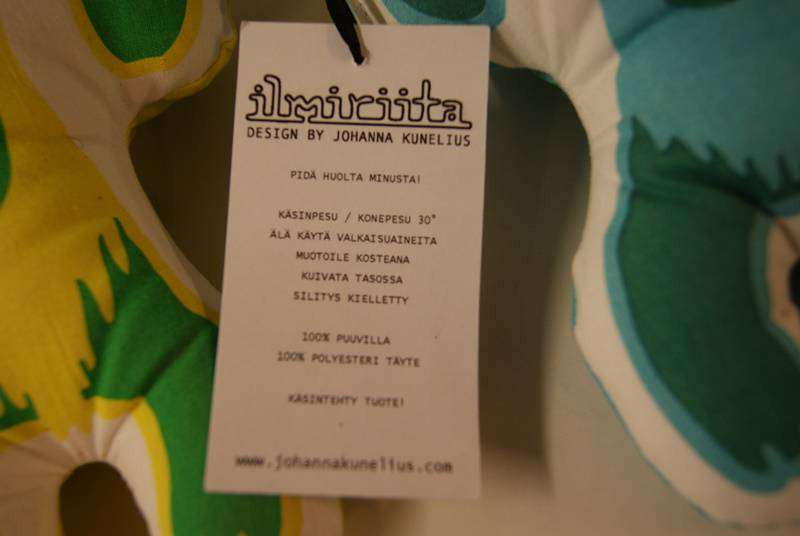 ilmiriita
DESIGN BY JOHANNA KUNELIUS
PIDÄ HUOLTA MINUSTA!
KÄSINPESU / KONEPESU 30°
ÄLÄ KÄYTÄ VALKAISUAINEITA
MUOTOILE KOSTEANA
KUIVATA TASOSSA
SILITYS KIELLETTY
100% PUUVILLA
100% POLYESTERI TÄYTE
KÄSINTEHTY TUOTE!
www.johannakunelius.com